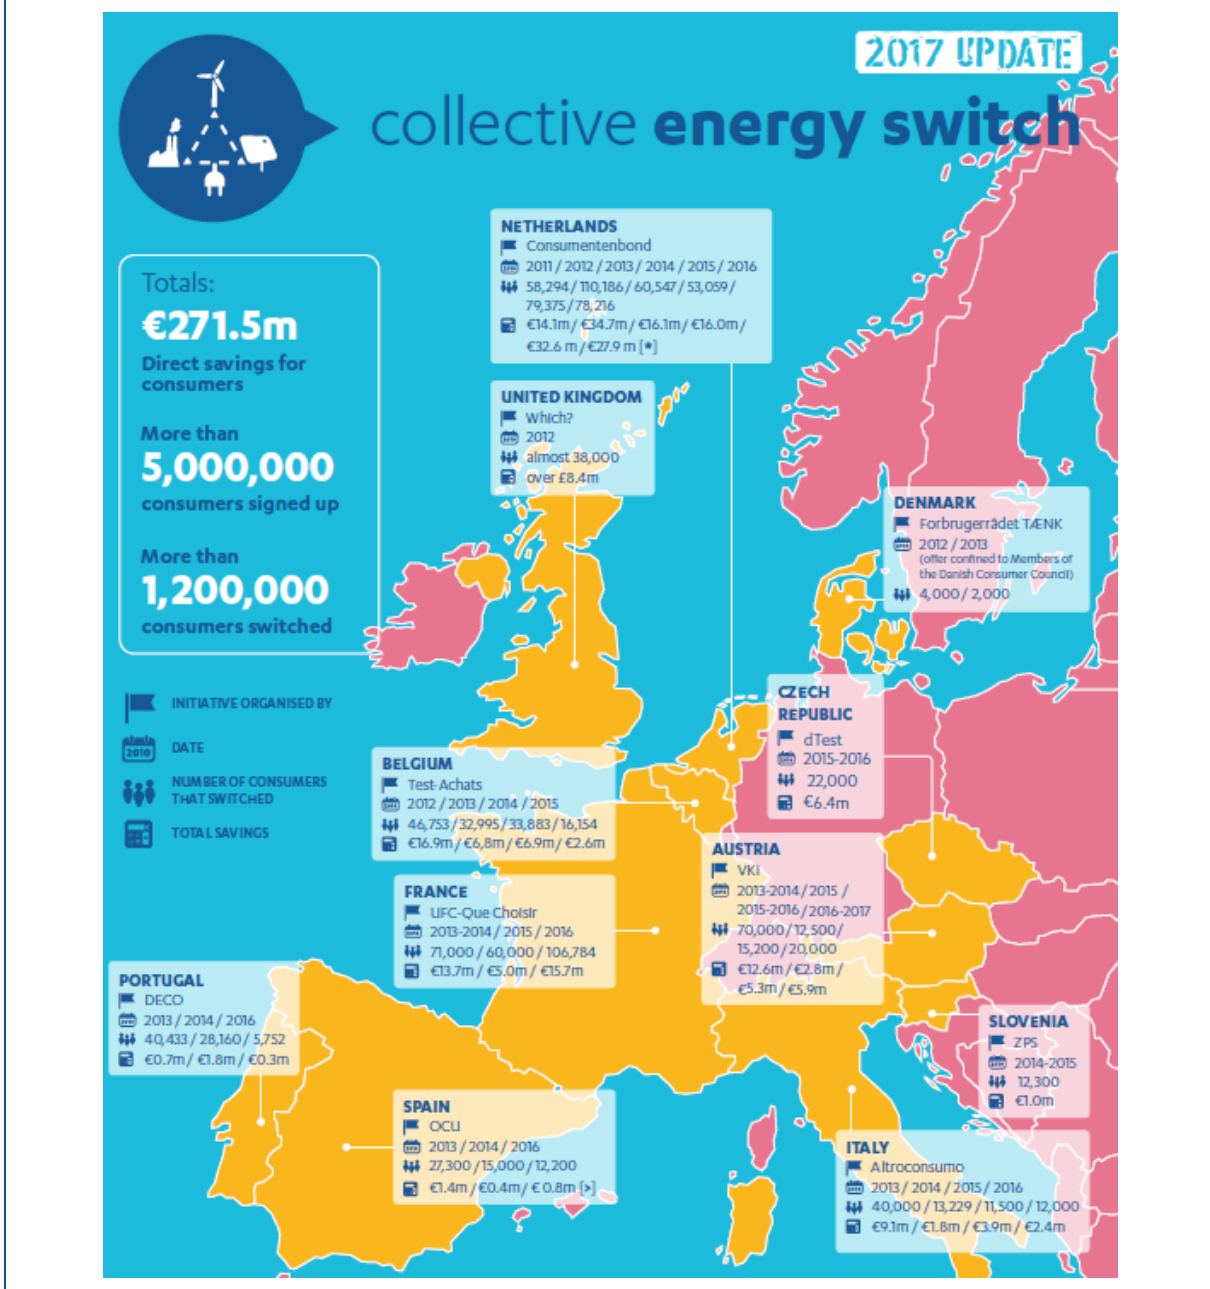 2017 UPDATE
collective energy switch
Totals:
€271.5m
Direct savings for
consumers
More than
5,000,000
consumers signed up
More than
1,200,000
consumers switched
INITIATIVE ORGANISED BY
2010
DATE
NUMBER OF CONSUMERS
THAT SWITCHED
TOTAL SAVINGS
NETHERLANDS
Consumentenbond
2011 / 2012 / 2013 / 2014 / 2015 / 2016
58,294 / 110,186 / 60,547 / 53,059 /
79,375 / 78,216
€14.1m / €34.7m / €16.1m / €16.0m /
€32.6 m / €27.9 m [*]
UNITED KINGDOM
Which?
2012
almost 38,000
over £8.4m
DENMARK
Forbrugerrådet TÆNK
2012 / 2013
(offer confined to Members of
the Danish Consumer Council)
4,000 / 2,000
CZECH
REPUBLIC
dTest
2015-2016
22,000
€6.4m
BELGIUM
Test-Achats
2012 / 2013 / 2014 / 2015
46,753 / 32,995 / 33,883 / 16,154
€16.9m / €6,8m / €6.9m / €2.6m
AUSTRIA
VKI
2013-2014 / 2015 /
2015-2016 / 2016-2017
70,000 / 12,500 /
15,200 / 20,000
€12.6m / €2.8m /
€5.3m / €5.9m
FRANCE
UFC-Que Choisir
2013-2014 / 2015 / 2016
71,000 / 60,000 / 106,784
€13.7m / €5.0m / €15.7m
PORTUGAL
DECO
2013 / 2014 / 2016
40,433 / 28,160 / 5,752
€0.7m / €1.8m / €0.3m
SLOVENIA
ZPS
2014-2015
12,300
€1.0m
SPAIN
OCU
2013 / 2014 / 2016
27,300 / 15,000 / 12,200
€1.4m / €0.4m / € 0.8m [>]
ITALY
Altroconsumo
2013 / 2014 / 2015 / 2016
40,000 / 13,229 / 11,500 / 12,000
€9.1m / €1.8m / €3.9m / €2.4m